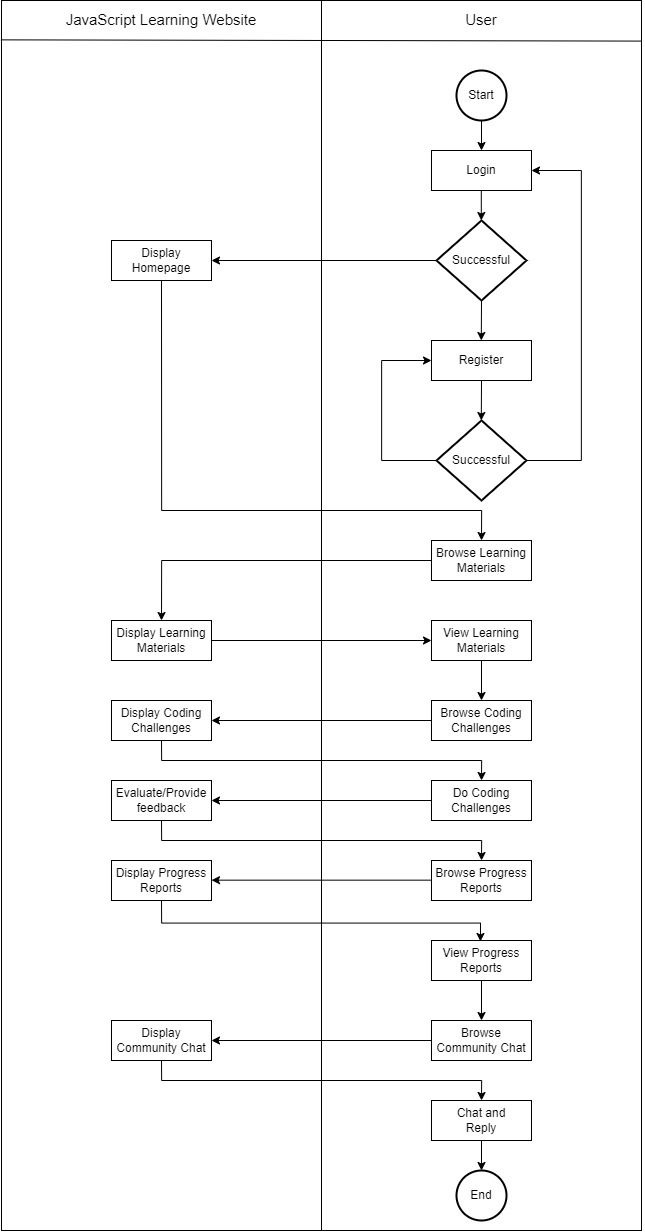 JavaScript Learning Website
User
Start
Login
Successful
Display
Homepage
Register
Successful
Browse Learning
Materials
Display Learning
Materials
View Learning
Materials
Display Coding
Challenges
Browse Coding
Challenges
Evaluate/Provide
feedback
Do Coding
Challenges
Display Progress
Reports
Browse Progress
Reports
View Progress
Reports
Display
Community Chat
Browse
Community Chat
Chat and
Reply
End